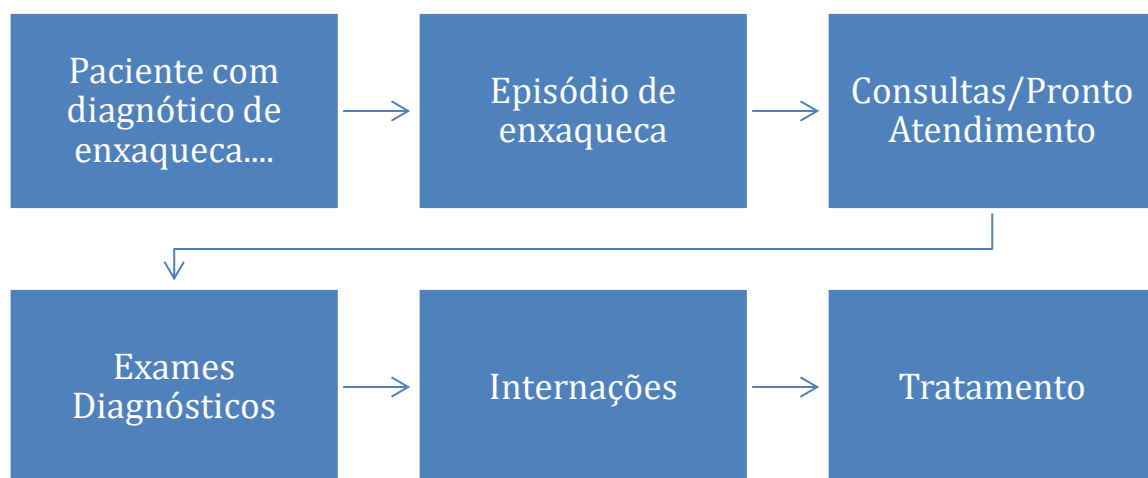 Paciente com
diagnótico de
enxaqueca....
Episódio de
enxaqueca
Consultas/Pronto
Atendimento
Exames
Diagnósticos
Internações
Tratamento